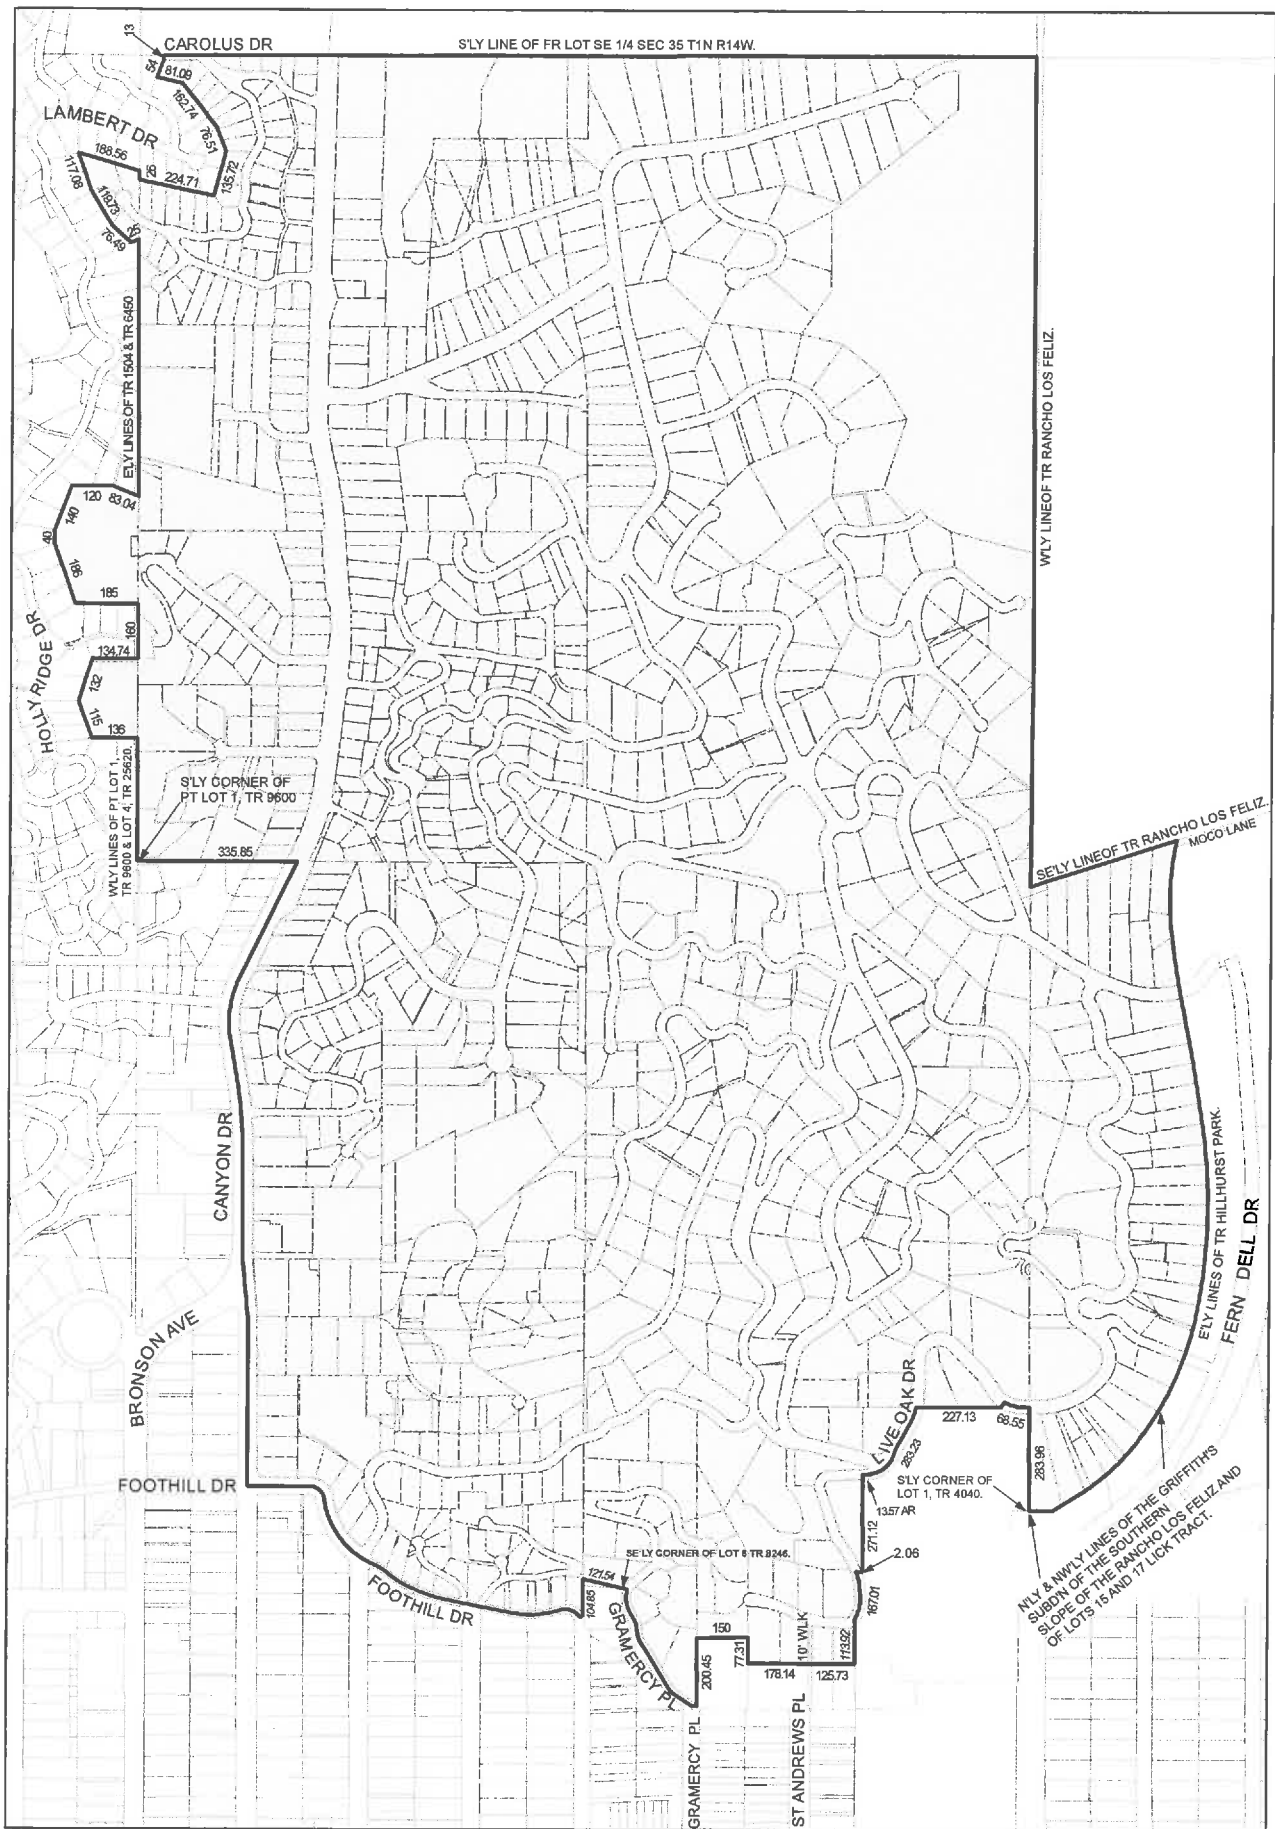 13
CAROLUS DR
S'LY LINE OF FR LOT SE 1/4 SEC 35 T1N R14W.
54
81.09
162.74
76.51
135.72
LAMBERT DR
188.56
26
224.71
117.08
119.73
76.49
25
E'LY LINES OF TR 1504 & TR 6450
120
83.04
140
40
186
185
160
HOLLY RIDGE DR
134.74
132
115
136
WLY LINES OF PT LOT 1,
TR 9600 & LOT 4, TR 25620,
S'LY CORNER OF
PT LOT 1, TR 9600
335.85
WLY LINEOF TR RANCHO LOS FELIZ.
SE'LY LINEOF TR RANCHO LOS FELIZ.
MOCO LANE
CANYON DR
BRONSON AVE
FOOTHILL DR
FOOTHILL DR
E'LY LINES OF TR HILLHURST PARK.
FERN DELL DR
LIVE OAK DR
227.13
68.55
283.23
283.96
S'LY CORNER OF
LOT 1, TR 4040.
13.57 AR
271.12
2.06
167.01
N'LY & NW'LY LINES OF THE GRIFFITH'S
SUBD'N OF THE SOUTHERN
SLOPE OF THE RANCHO LOS FELIZ AND
OF LOTS 15 AND 17 LICK TRACT.
SE'LY CORNER OF LOT 8 TR 9246.
121.54
104.85
GRAMERCY PL
150
77.31
200.45
10' WLK
113.92
178.14
125.73
GRAMERCY PL
ST ANDREWS PL